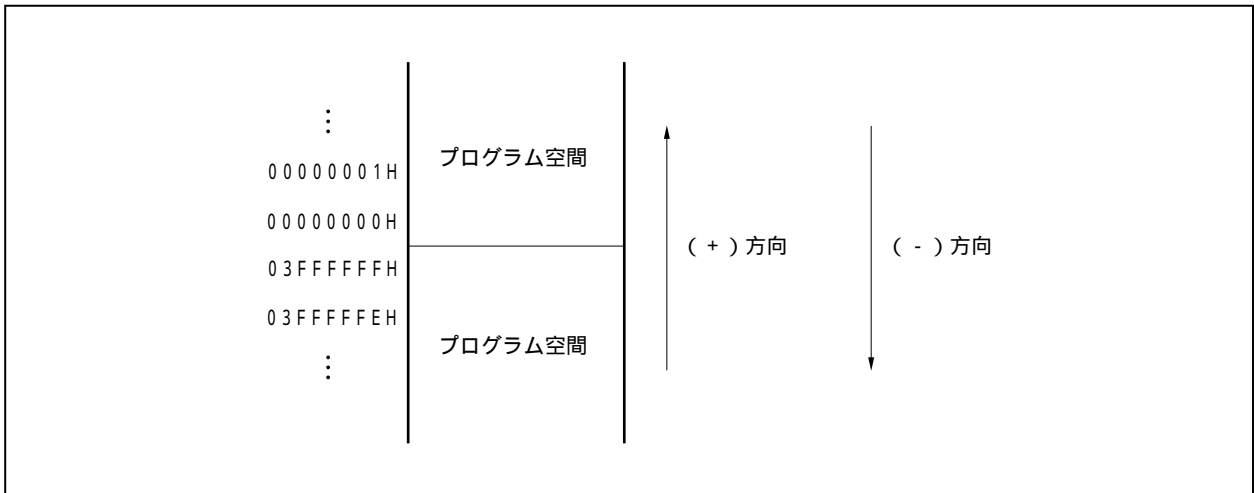 ⋮
00000001H
プログラム空間
00000000H
(+)方向
(-)方向
03FFFFFFH
03FFFFFEH
プログラム空間
⋮